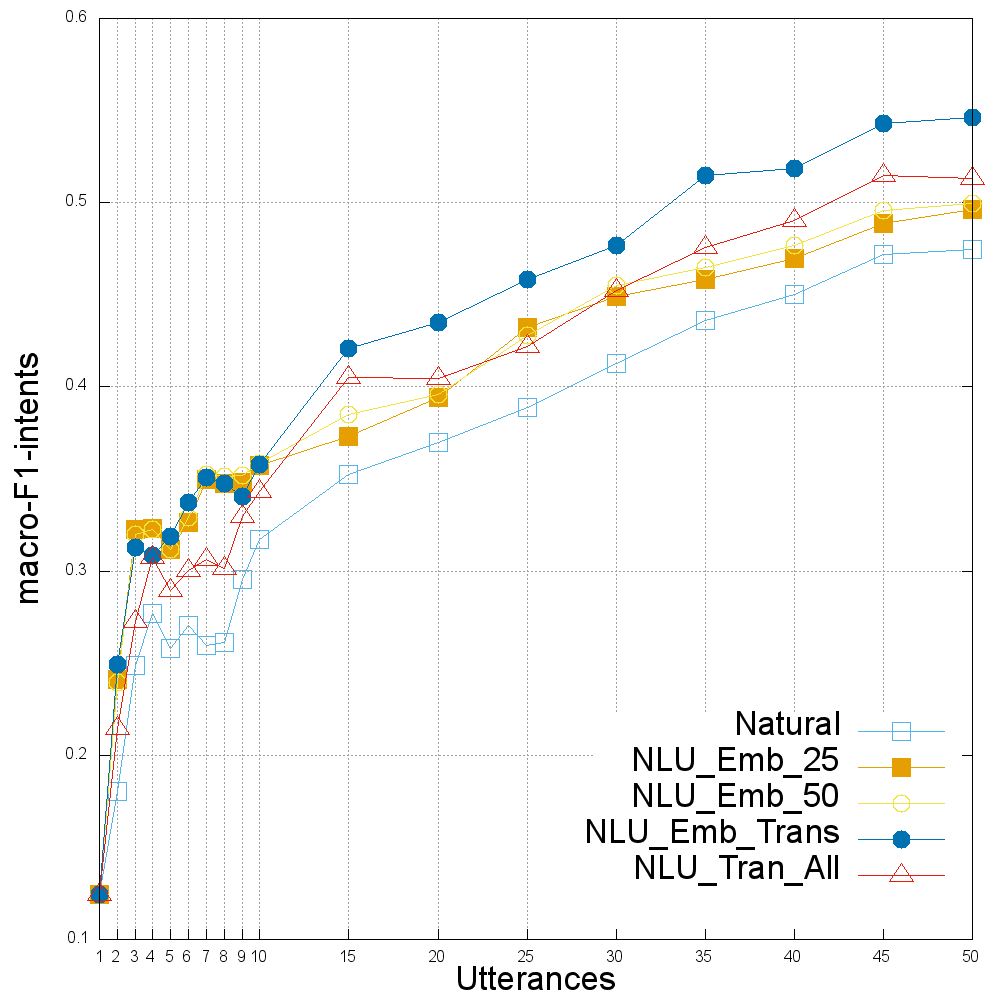 0.6
0.5
0.4
0.3
0.2
0.1
macro-F1-intents
Natural
NLU_Emb_25
NLU_Emb_50
NLU_Emb_Trans
NLU_Tran_All
1 2 3 4 5 6 7 8 9 10 15 20 25 30 35 40 45 50
Utterances